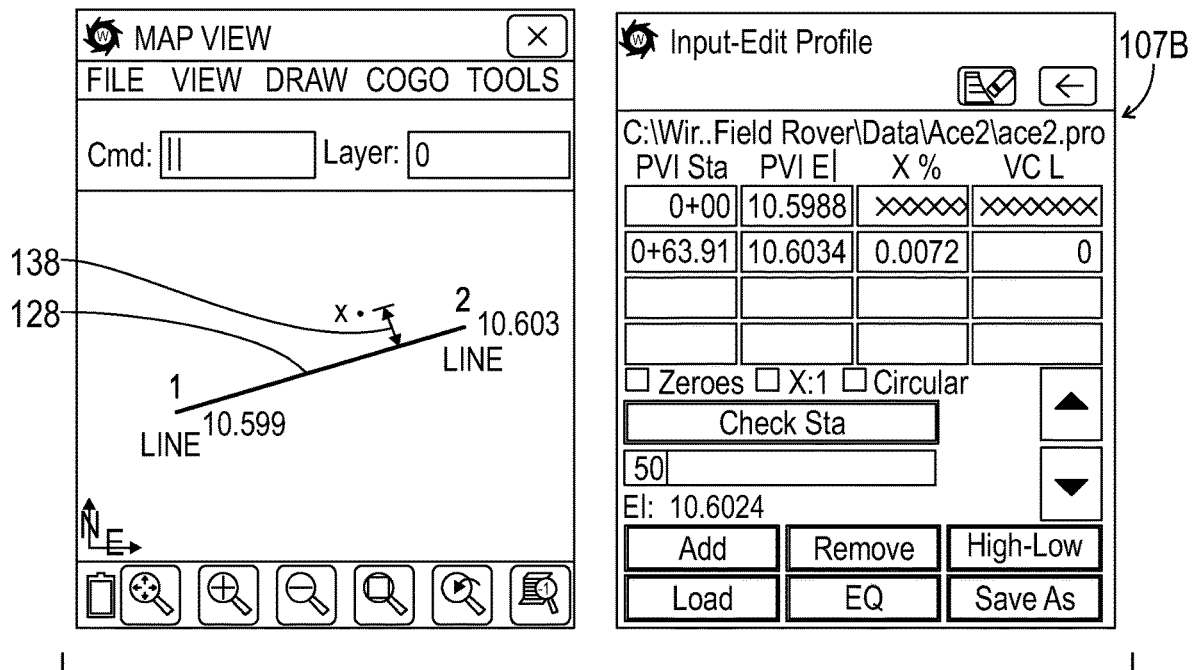 W MAP VIEW ×
FILE VIEW DRAW COGO TOOLS
Cmd: || Layer: 0
138
128
x
2
10.603
LINE
1
10.599
LINE
N
E
W Input-Edit Profile
107B
C:\Wir..Field Rover\Data\Ace2\ace2.pro
PVI Sta PVI El X % VC L
0+00 10.5988 XXXXXX XXXXXXX
0+63.91 10.6034 0.0072 0
Zeroes X:1 Circular
Check Sta
50
El: 10.6024
Add Remove High-Low
Load EQ Save As